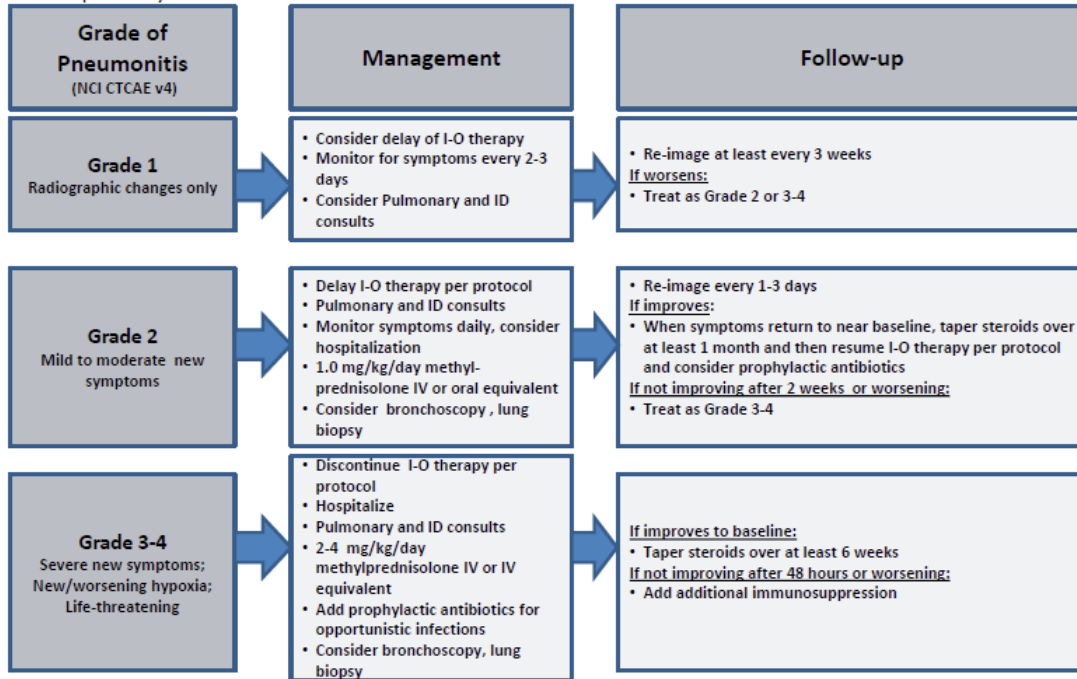 Grade of
Pneumonitis
(NCI CTCAE v4)
Management
Follow-up
Grade 1
Radiographic changes only
• Consider delay of I-O therapy
• Monitor for symptoms every 2-3
days
• Consider Pulmonary and ID
consults
• Re-image at least every 3 weeks
If worsens:
• Treat as Grade 2 or 3-4
Grade 2
Mild to moderate new
symptoms
• Delay I-O therapy per protocol
• Pulmonary and ID consults
• Monitor symptoms daily, consider
hospitalization
• 1.0 mg/kg/day methyl-
prednisolone IV or oral equivalent
• Consider bronchoscopy , lung
biopsy
• Re-image every 1-3 days
If improves:
• When symptoms return to near baseline, taper steroids over
at least 1 month and then resume I-O therapy per protocol
and consider prophylactic antibiotics
If not improving after 2 weeks or worsening:
• Treat as Grade 3-4
Grade 3-4
Severe new symptoms;
New/worsening hypoxia;
Life-threatening
• Discontinue I-O therapy per
protocol
• Hospitalize
• Pulmonary and ID consults
• 2-4 mg/kg/day
methylprednisolone IV or IV
equivalent
• Add prophylactic antibiotics for
opportunistic infections
• Consider bronchoscopy, lung
biopsy
If improves to baseline:
• Taper steroids over at least 6 weeks
If not improving after 48 hours or worsening:
• Add additional immunosuppression